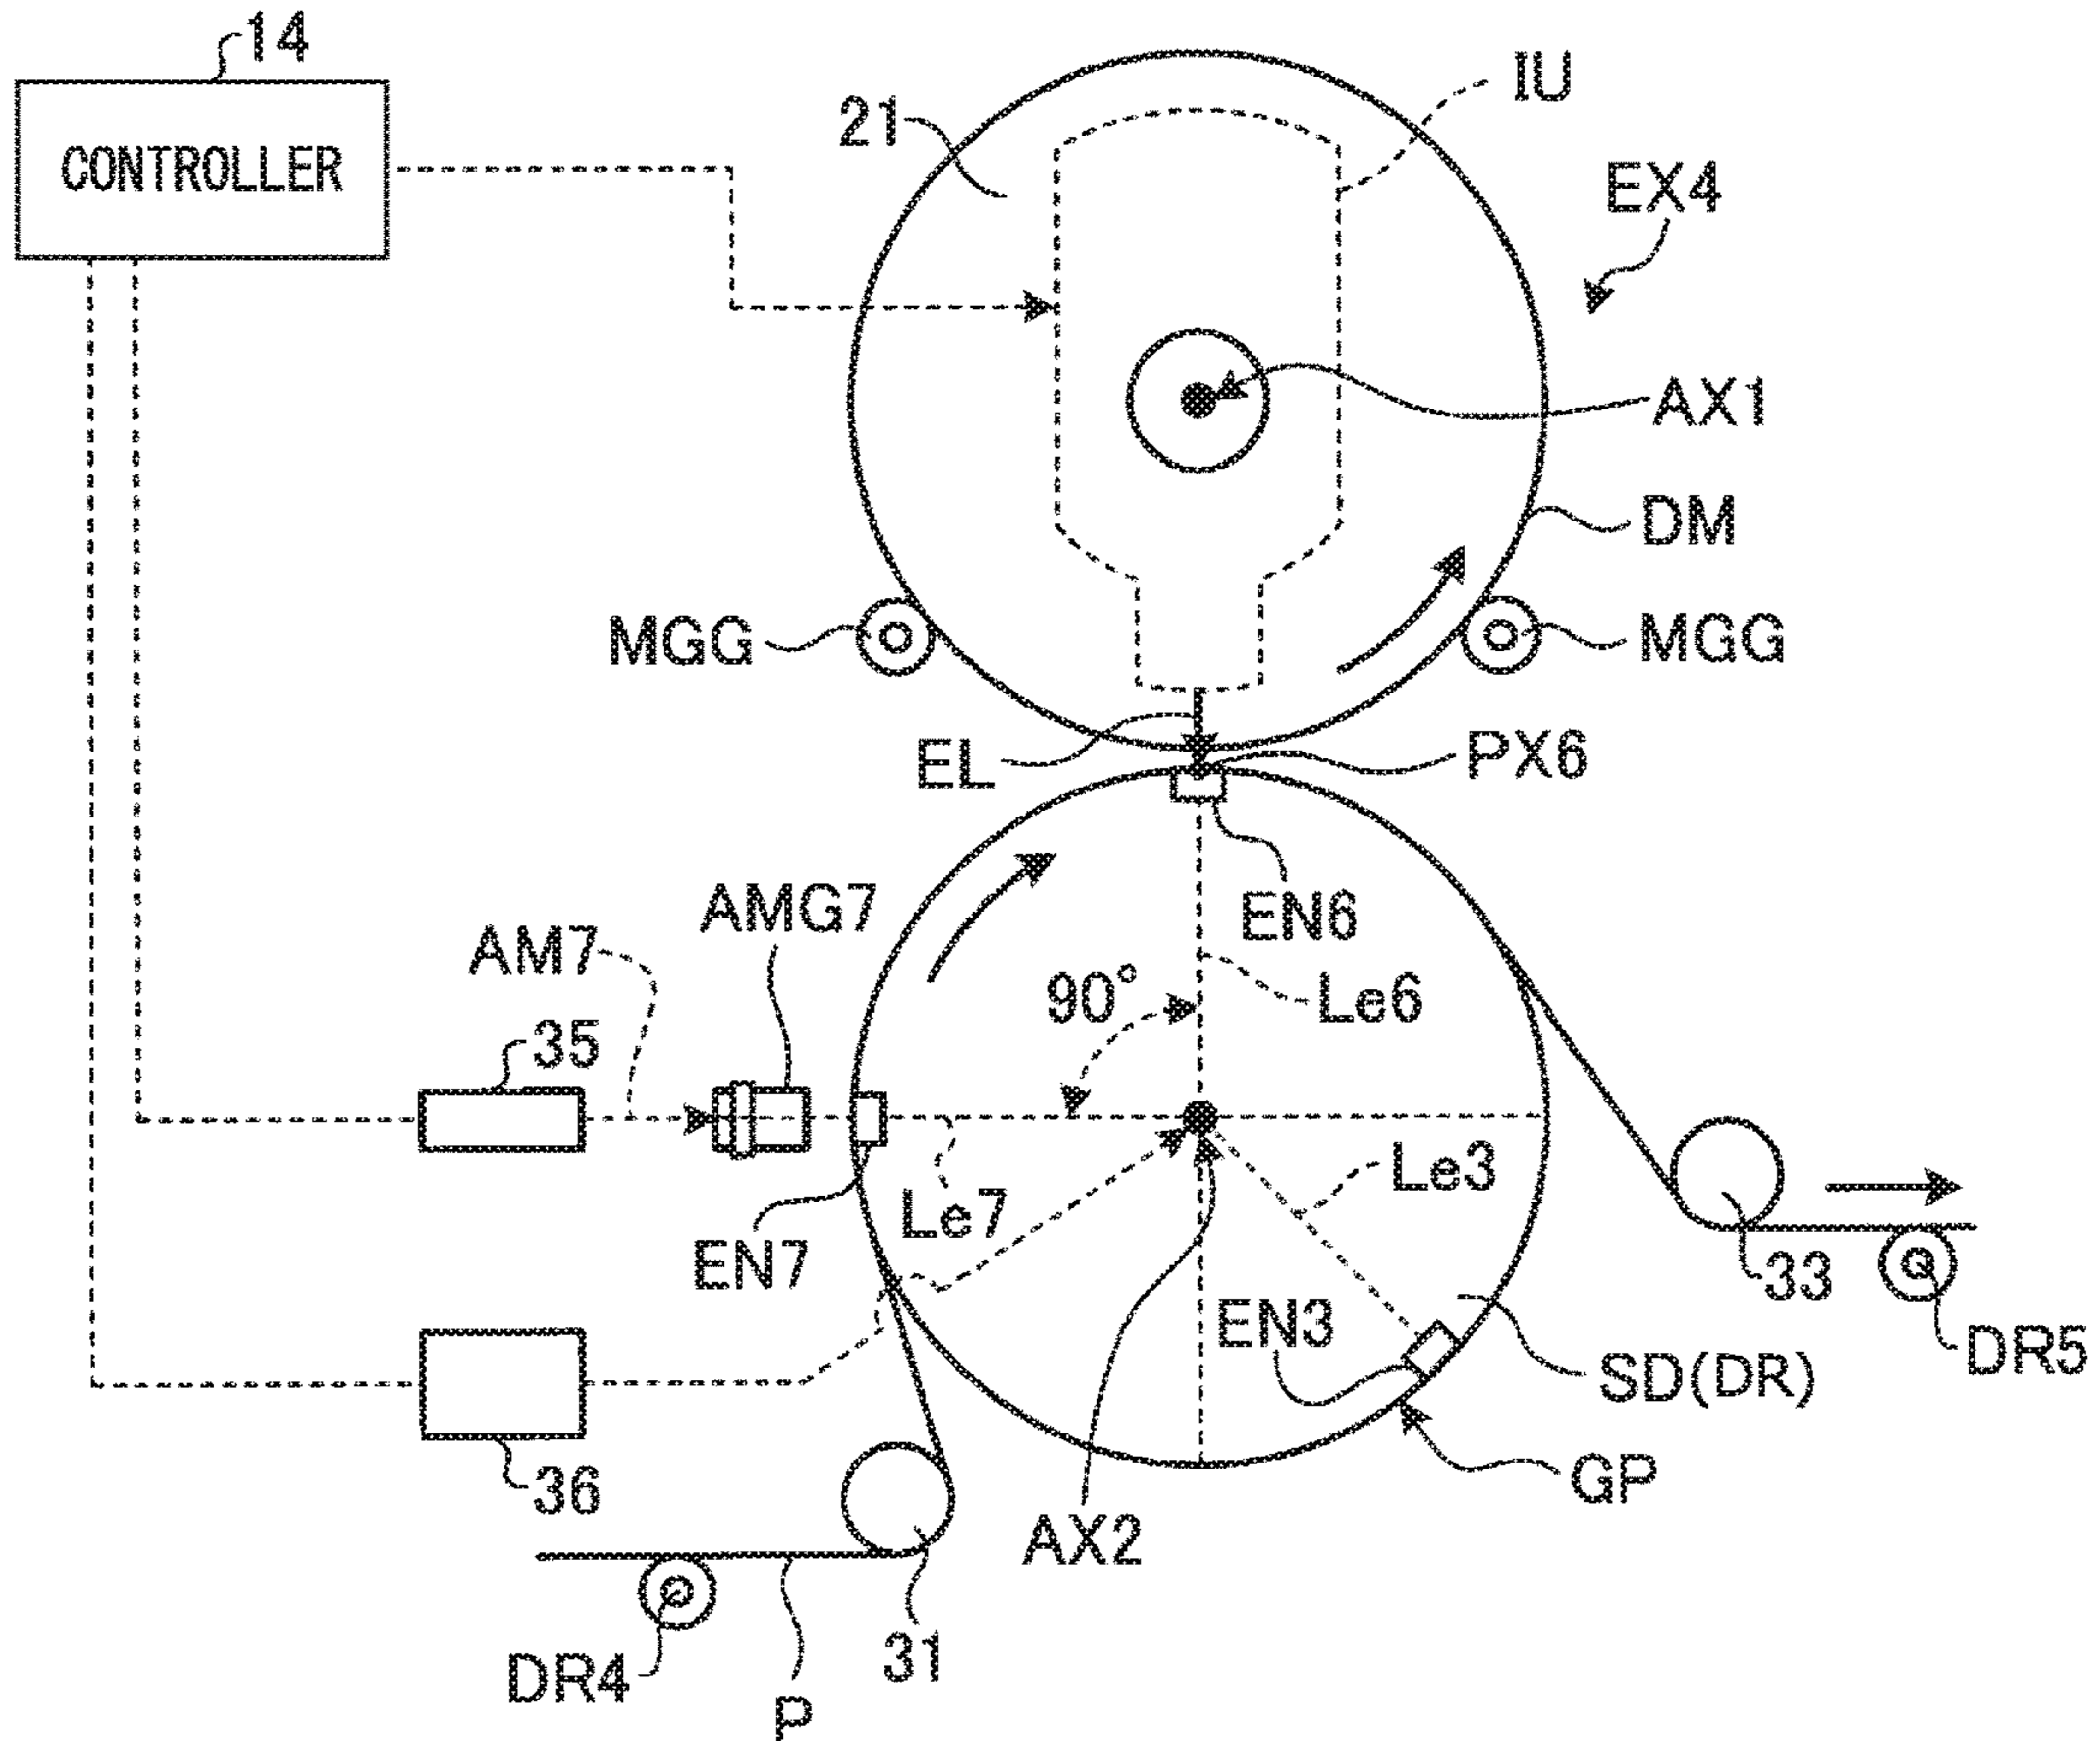 14
CONTROLLER
IU
21
EX4
AX1
DM
MGG
MGG
EL
PX6
AMG7
EN6
AM7
90°
Le6
35
Le3
Le7
EN7
33
EN3
DR5
SD(DR)
36
GP
AX2
31
DR4
P